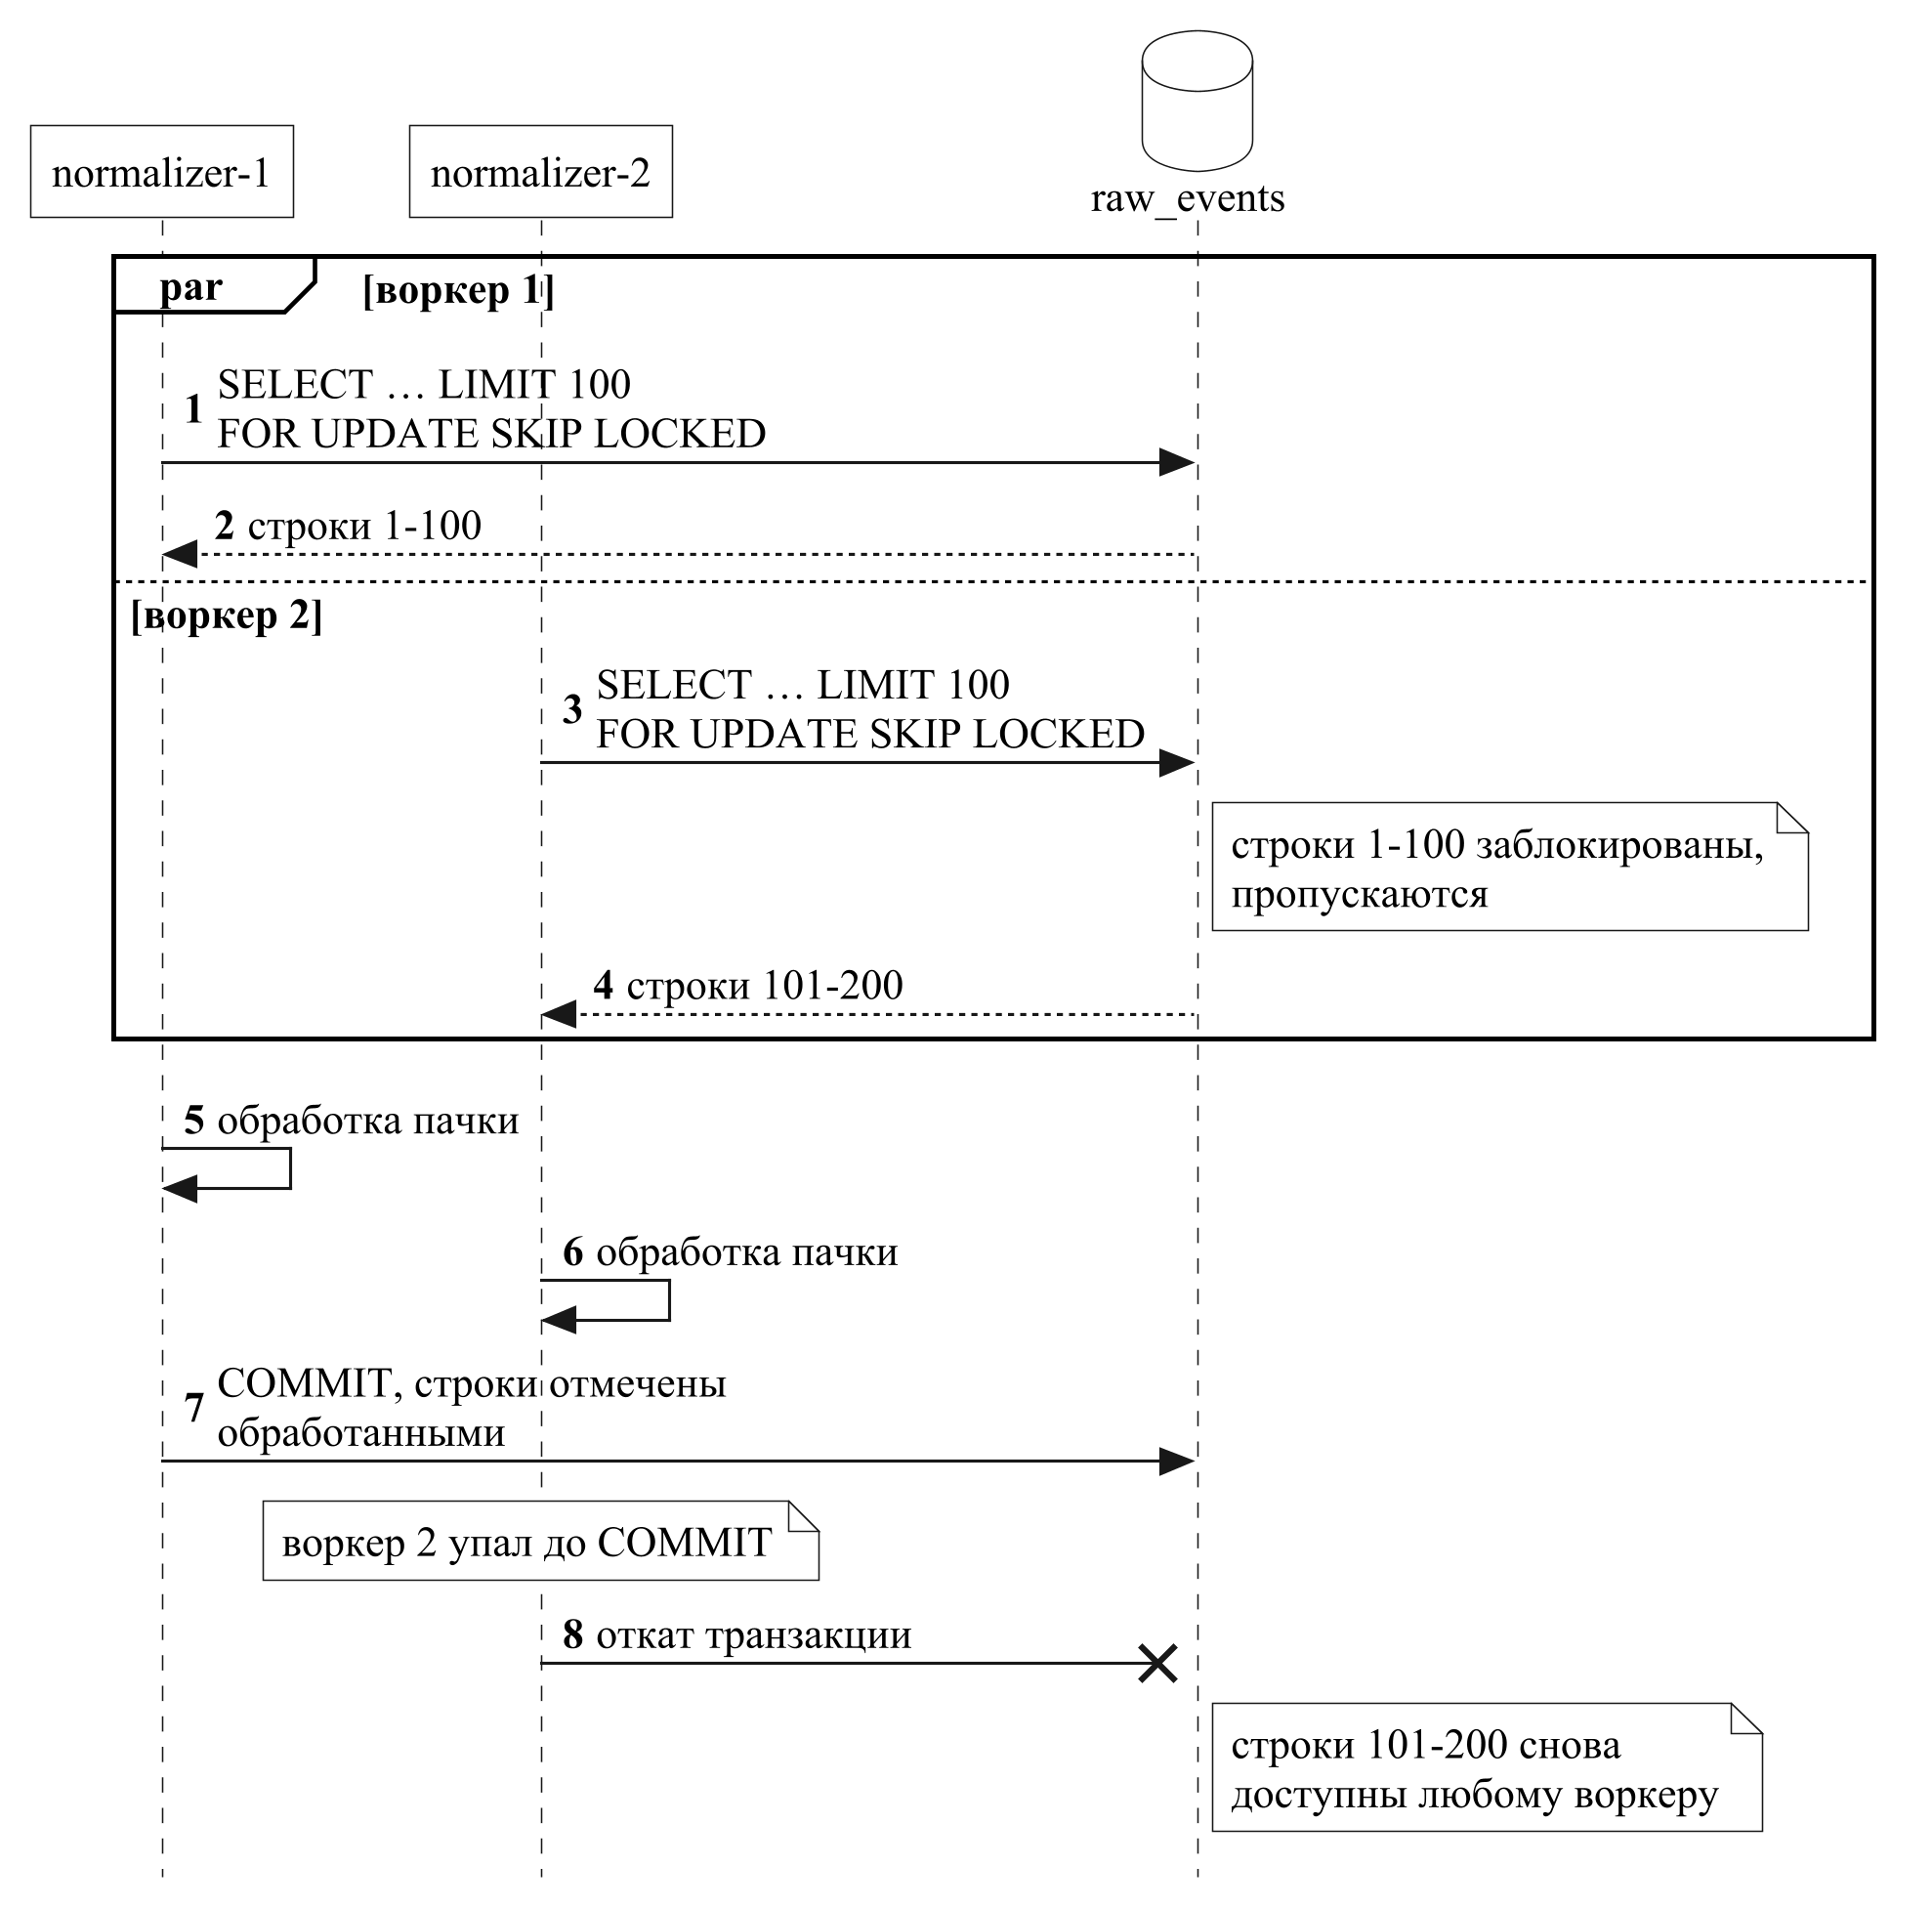 normalizer-1
normalizer-2
raw_events
par
[воркер 1]
1 SELECT … LIMIT 100
FOR UPDATE SKIP LOCKED
2 строки 1-100
[воркер 2]
3 SELECT … LIMIT 100
FOR UPDATE SKIP LOCKED
строки 1-100 заблокированы,
пропускаются
4 строки 101-200
5 обработка пачки
6 обработка пачки
7 COMMIT, строки отмечены
обработанными
воркер 2 упал до COMMIT
8 откат транзакции
строки 101-200 снова
доступны любому воркеру